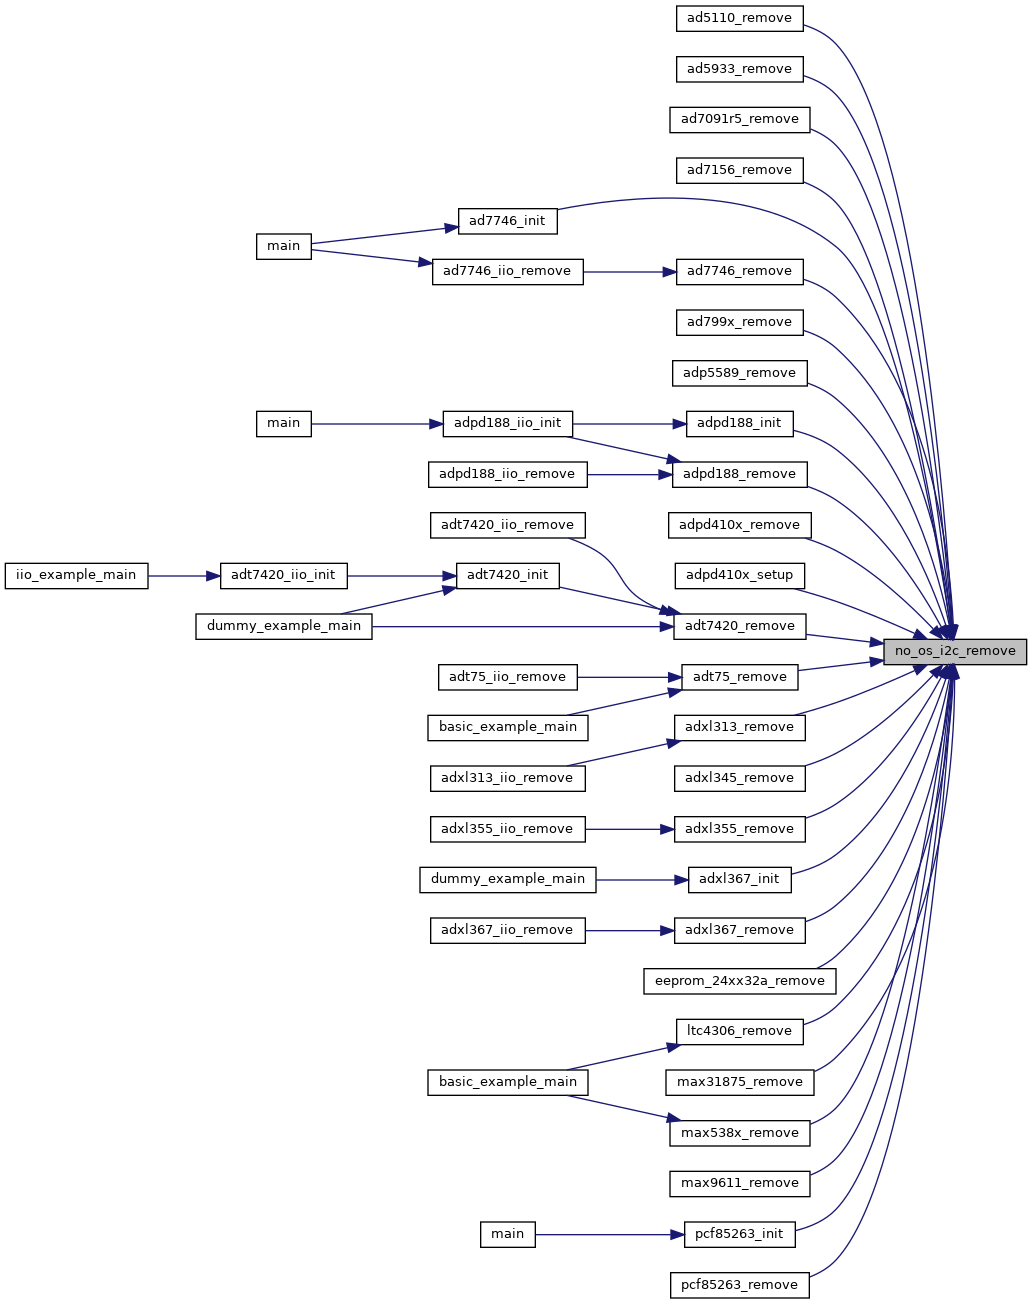 ad5110_remove
ad5933_remove
ad7091r5_remove
ad7156_remove
ad7746_init
main
ad7746_iio_remove
ad7746_remove
ad799x_remove
adp5589_remove
main
adpd188_iio_init
adpd188_init
adpd188_iio_remove
adpd188_remove
adt7420_iio_remove
adpd410x_remove
iio_example_main
adt7420_iio_init
adt7420_init
adpd410x_setup
dummy_example_main
adt7420_remove
no_os_i2c_remove
adt75_iio_remove
adt75_remove
basic_example_main
adxl313_remove
adxl313_iio_remove
adxl345_remove
adxl355_iio_remove
adxl355_remove
dummy_example_main
adxl367_init
adxl367_iio_remove
adxl367_remove
eeprom_24xx32a_remove
ltc4306_remove
basic_example_main
max31875_remove
max538x_remove
max9611_remove
main
pcf85263_init
pcf85263_remove